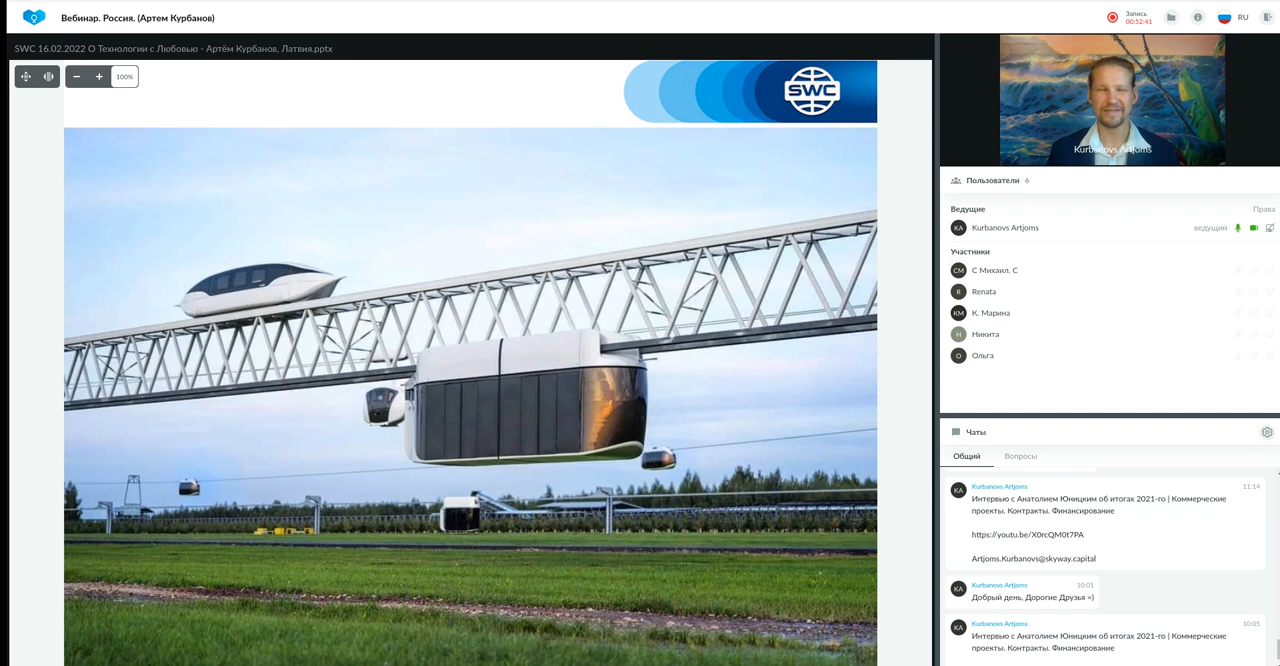 Вебинар. Россия. (Артем Курбанов)
Запись
00:52:41
RU
SWC 16.02.2022 О Технологии с Любовью - Артём Курбанов, Латвия.pptx
100%
SWC
Kurbanovs Artjoms
Пользователи 6
Ведущие Права
KA Kurbanovs Artjoms ведущий
Участники
СМ С Михаил. С
R Renata
КМ К. Марина
Н Никита
О Ольга
Чаты
Общий Вопросы
KA Kurbanovs Artjoms 11:14
Интервью с Анатолием Юницким об итогах 2021-го | Коммерческие
проекты. Контракты. Финансирование
https://youtu.be/X0rcQM0t7PA
Artjoms.Kurbanovs@skyway.capital
KA Kurbanovs Artjoms 10:01
Добрый день, Дорогие Друзья =)
KA Kurbanovs Artjoms 10:05
Интервью с Анатолием Юницким об итогах 2021-го | Коммерческие
проекты. Контракты. Финансирование